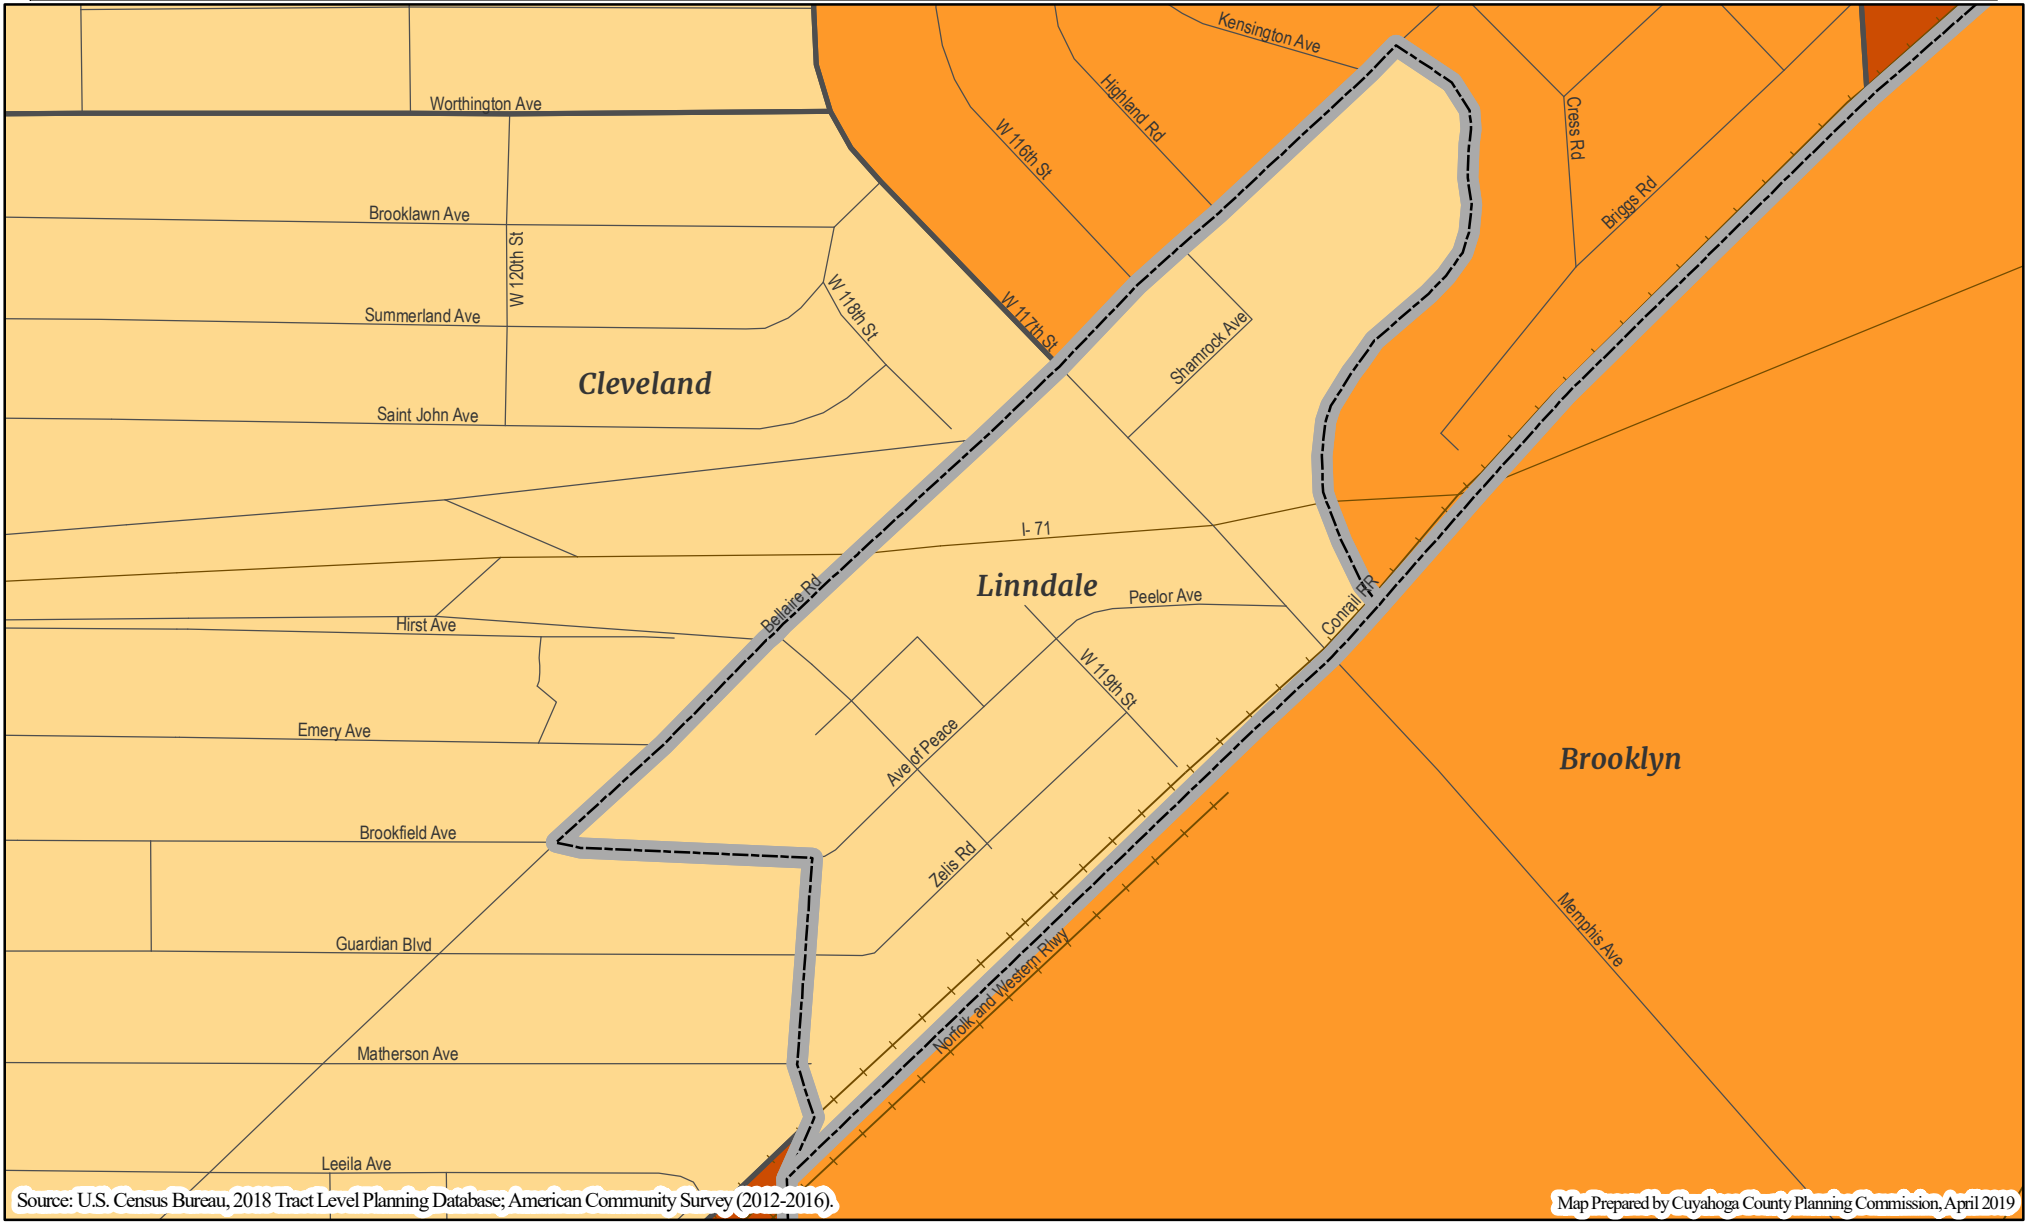 Kensington Ave
Highland Rd
Worthington Ave
W 116th St
Cress Rd
Brooklawn Ave
Briggs Rd
W 120th St
W 118th St
W 117th St
Summerland Ave
Shamrock Ave
Cleveland
Saint John Ave
I- 71
Linndale
Peelor Ave
Bellaire Rd
Conrail RR
Hirst Ave
W 119th St
Emery Ave
Ave of Peace
Brooklyn
Brookfield Ave
Zelis Rd
Guardian Blvd
Memphis Ave
Norfolk and Western Rlwy
Matherson Ave
Leeila Ave
Source: U.S. Census Bureau, 2018 Tract Level Planning Database; American Community Survey (2012-2016).
Map Prepared by Cuyahoga County Planning Commission, April 2019